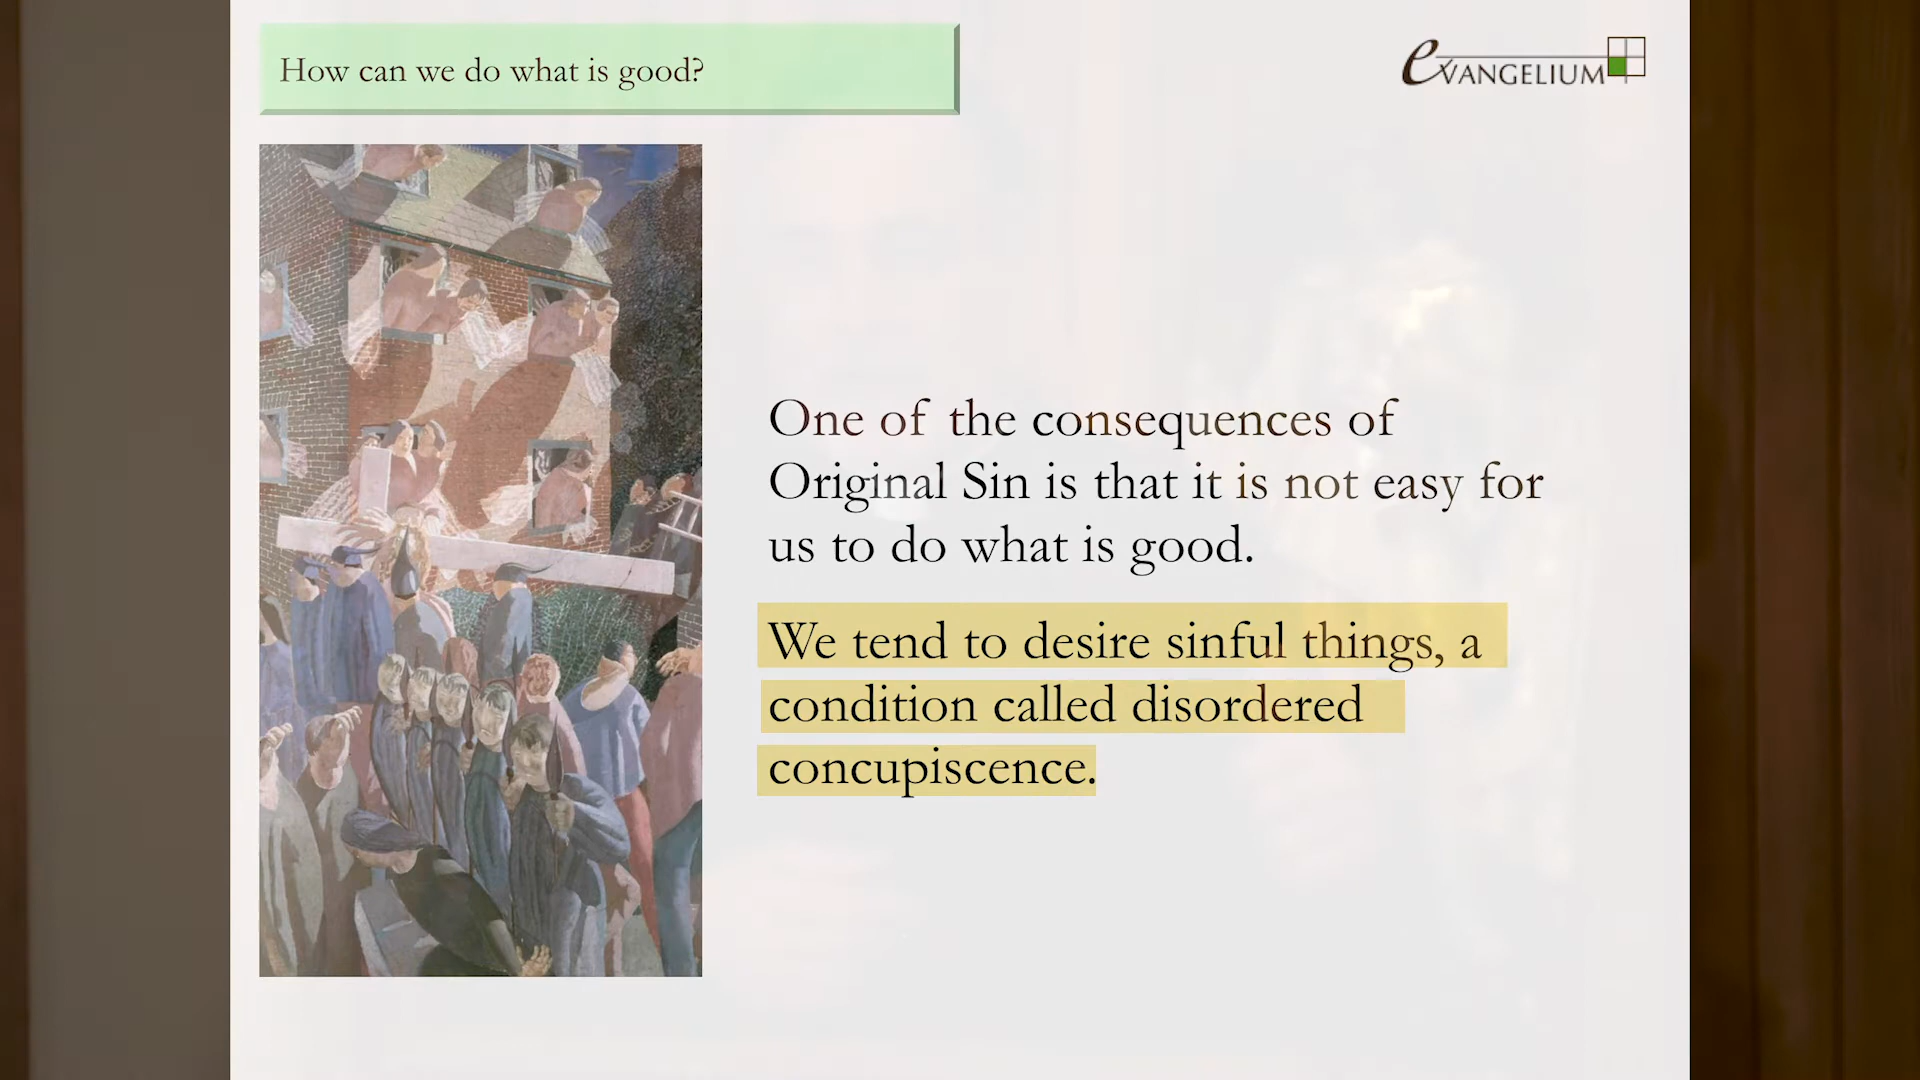 How can we do what is good?
evANGELIUM
One of the consequences of
Original Sin is that it is not easy for
us to do what is good.
We tend to desire sinful things, a
condition called disordered
concupiscence.